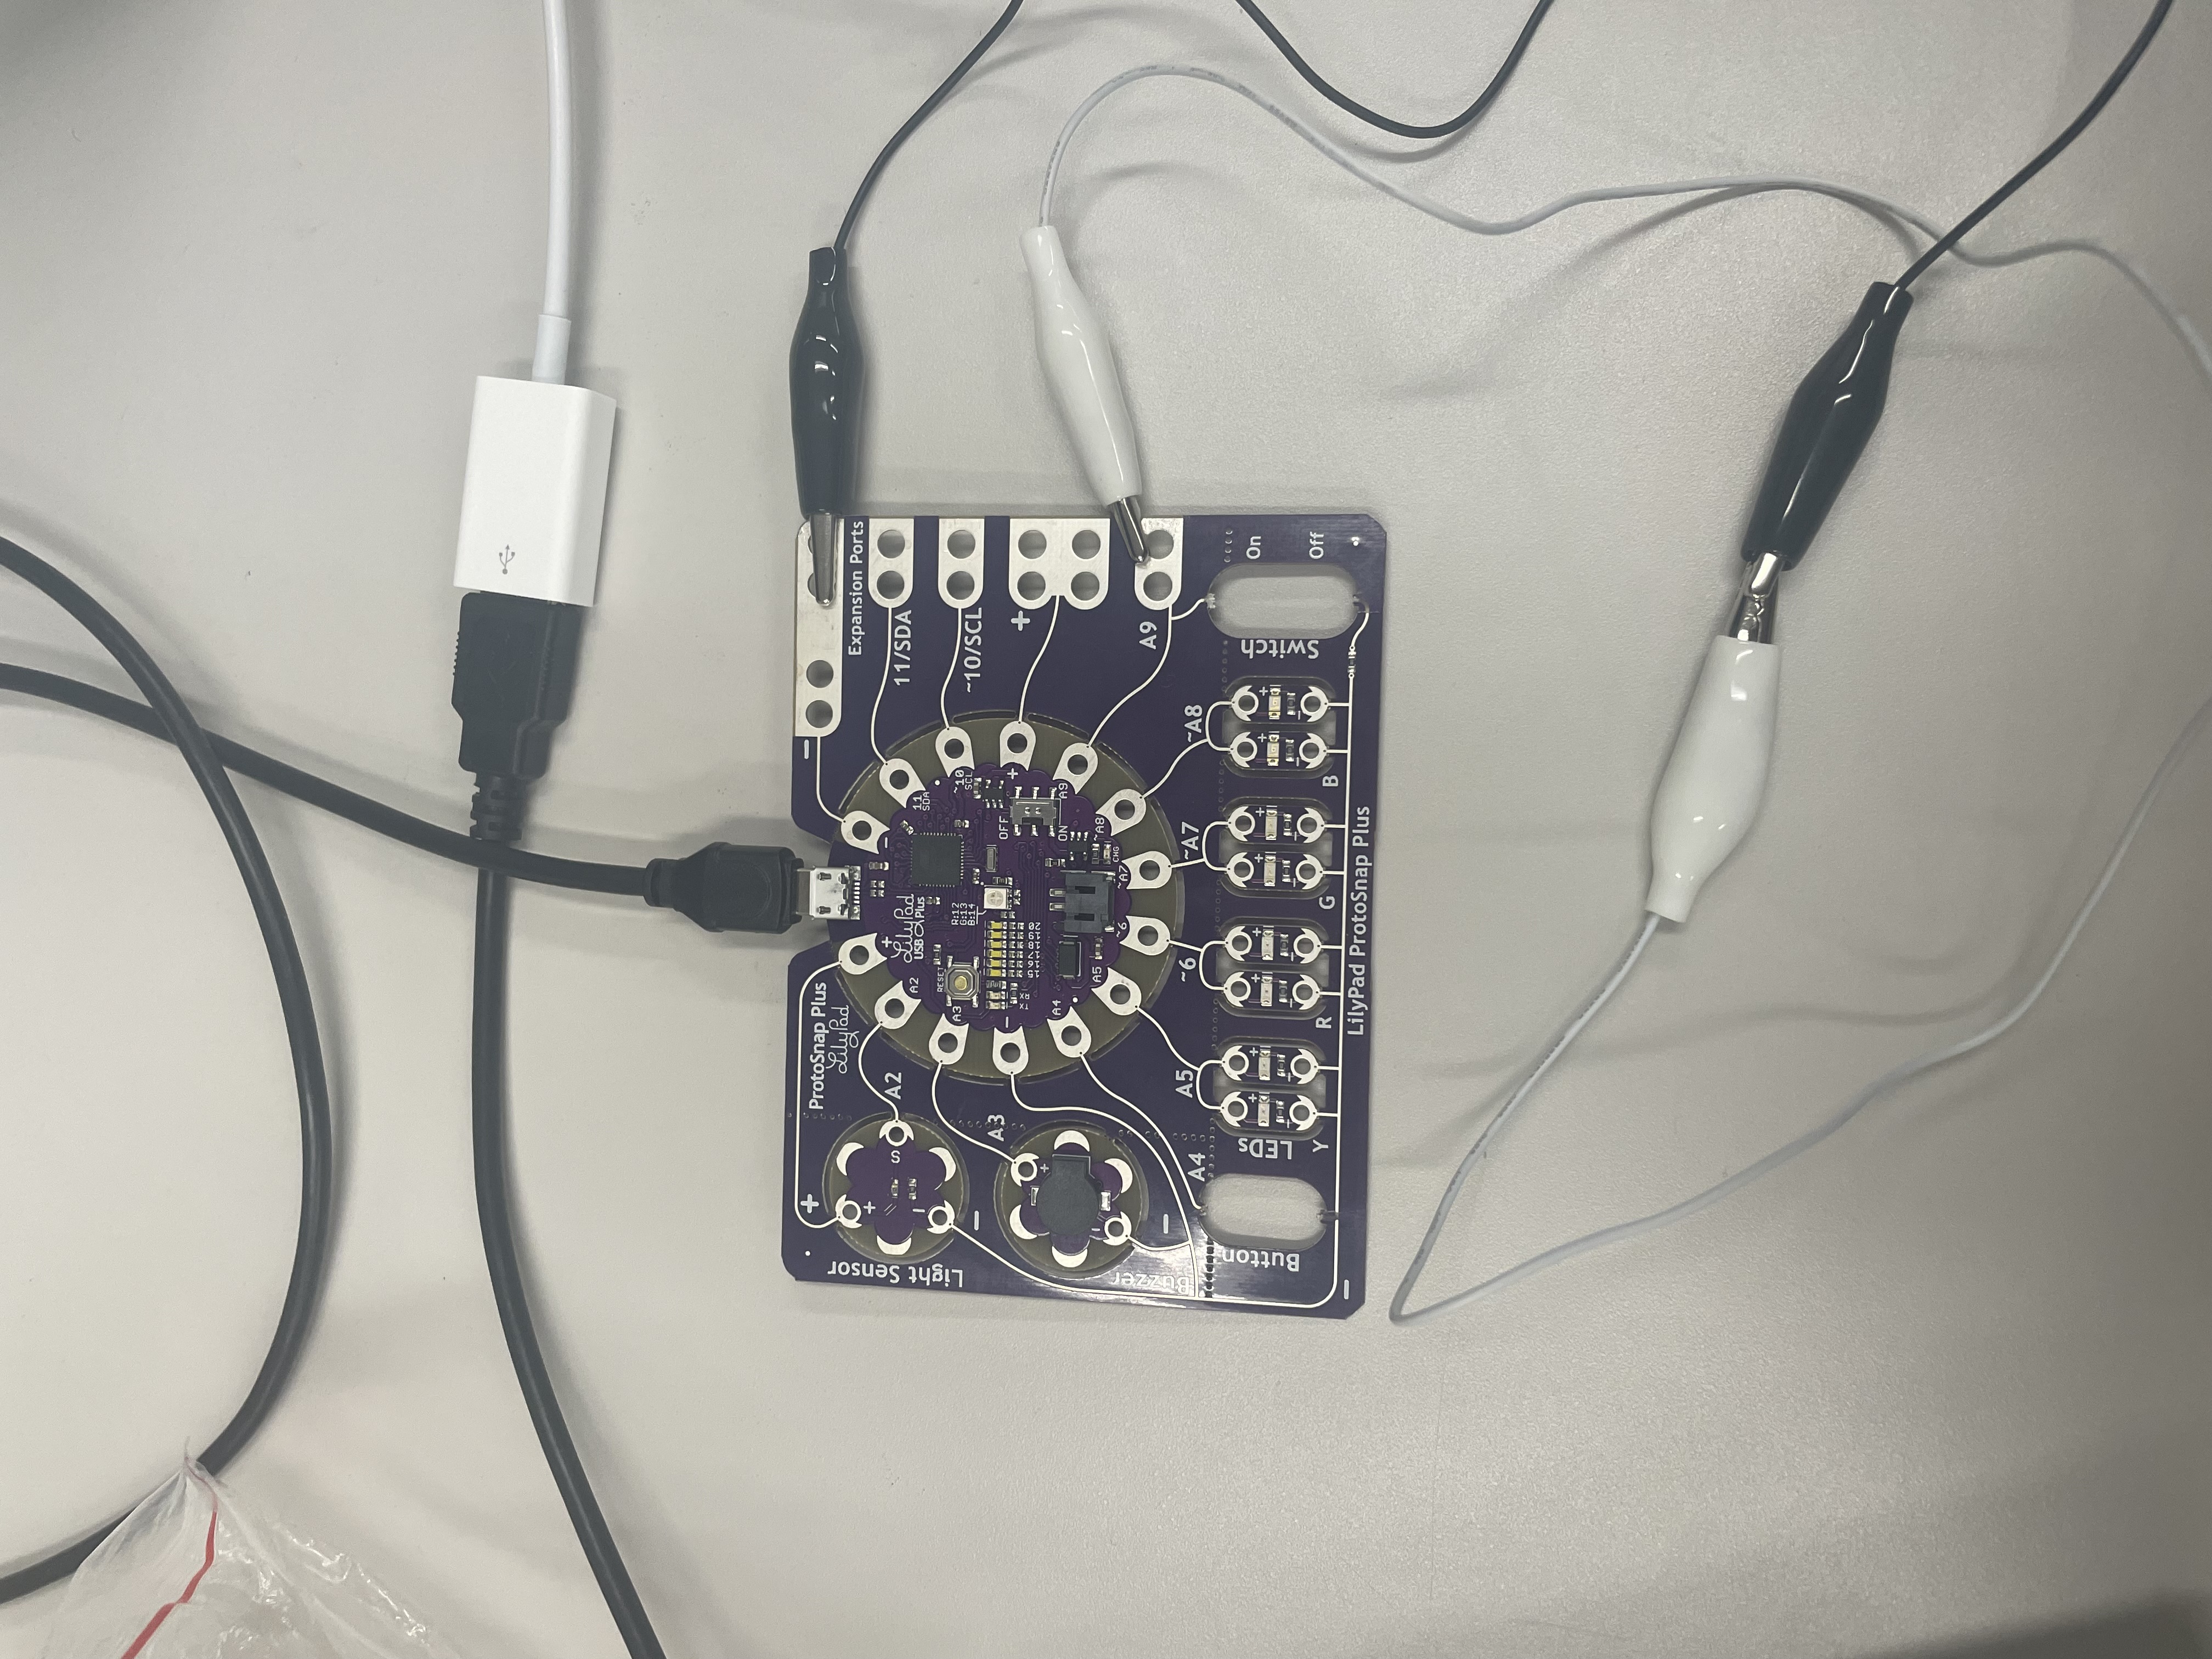 ProtoSnap Plus
LilyPad
Light Sensor
+
+
S
-
-
A2
A3
+
-
Buzzer
A4
Button
-
Expansion Ports
11/SDA
~10/SCL
+
A9
LilyPad
USB Plus
+
-
A2
A3
-
A4
A5
~6
~A7
~A8
A9
+
~10
SCL
11
SDA
RESET
R:12
G:13
B:14
OFF
ON
TX
RX
15
16
17
18
19
20
CHG
A5
~6
~A7
~A8
LEDs
Y
R
G
B
Switch
On
Off
-
LilyPad ProtoSnap Plus